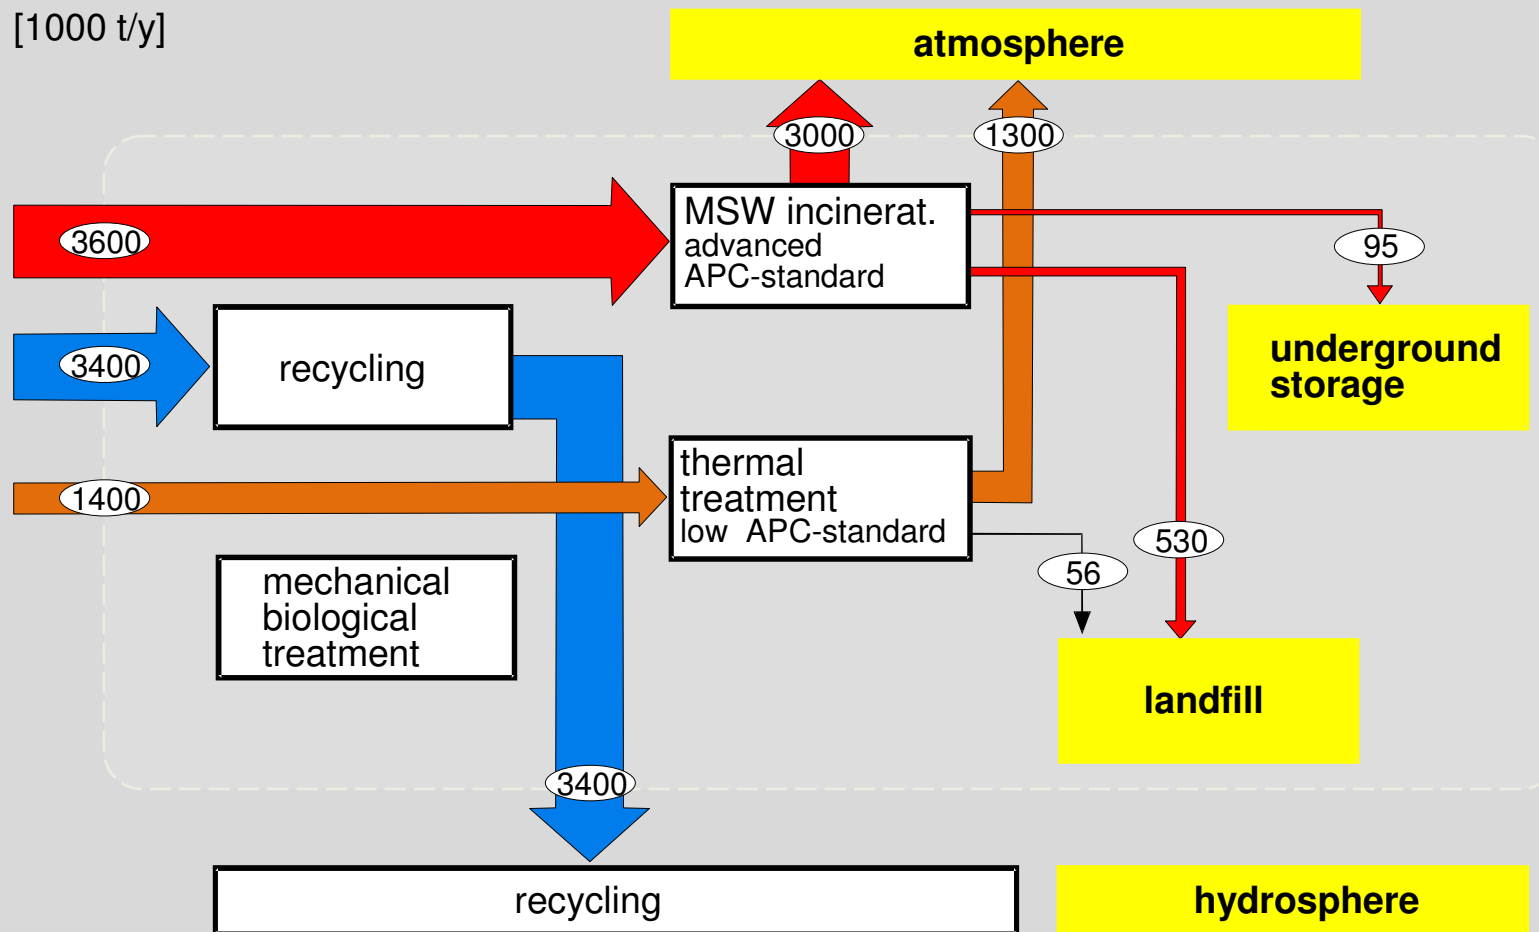 [1000 t/y]
atmosphere
3000
1300
MSW incinerat.
advanced
APC-standard
3600
95
underground
storage
3400
recycling
thermal
treatment
low APC-standard
1400
530
56
mechanical
biological
treatment
landfill
3400
recycling
hydrosphere